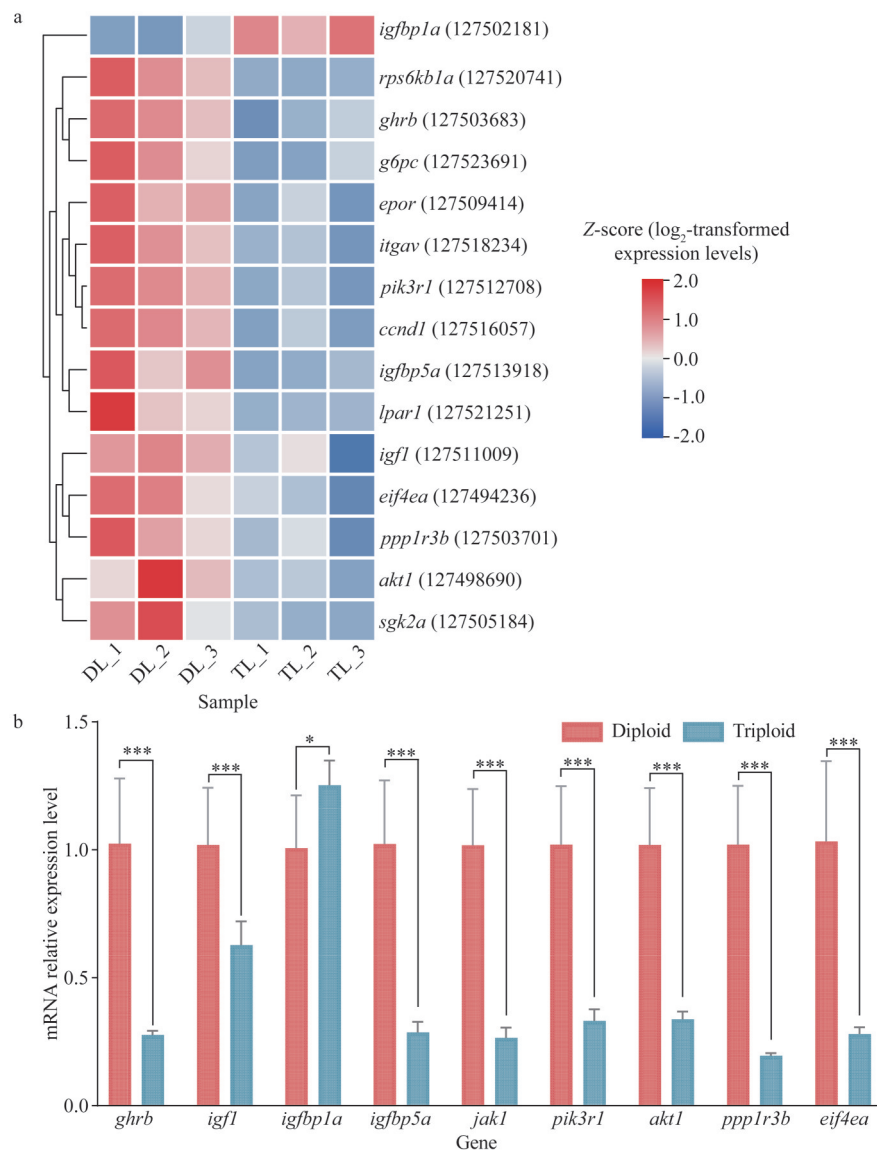 a
igfbp1a (127502181)
rps6kb1a (127520741)
ghrb (127503683)
g6pc (127523691)
epor (127509414)
itgav (127518234)
pik3r1 (127512708)
ccnd1 (127516057)
igfbp5a (127513918)
lpar1 (127521251)
igf1 (127511009)
eif4ea (127494236)
ppp1r3b (127503701)
akt1 (127498690)
sgk2a (127505184)
Z-score (log₂-transformed
expression levels)
2.0
1.0
0.0
-1.0
-2.0
DL_1 DL_2 DL_3 TL_1 TL_2 TL_3
Sample
b
Diploid Triploid
mRNA relative expression level
1.5
1.0
0.5
0.0
*** *** * *** *** *** *** *** ***
ghrb igf1 igfbp1a igfbp5a jak1 pik3r1 akt1 ppp1r3b eif4ea
Gene